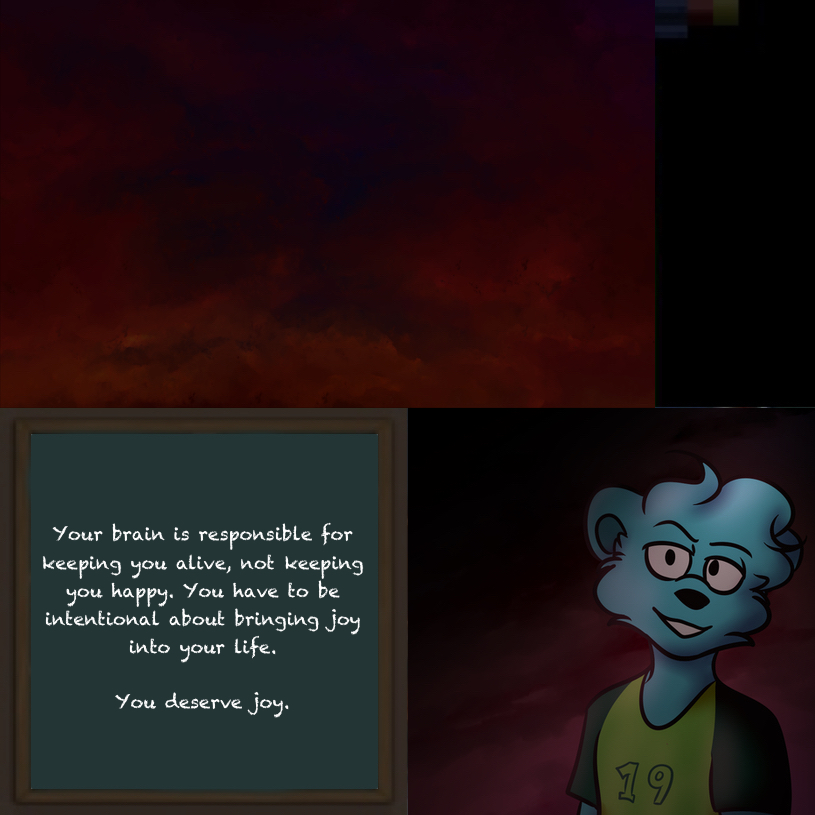 Your brain is responsible for
keeping you alive, not keeping
you happy. You have to be
intentional about bringing joy
into your life.
You deserve joy.
19